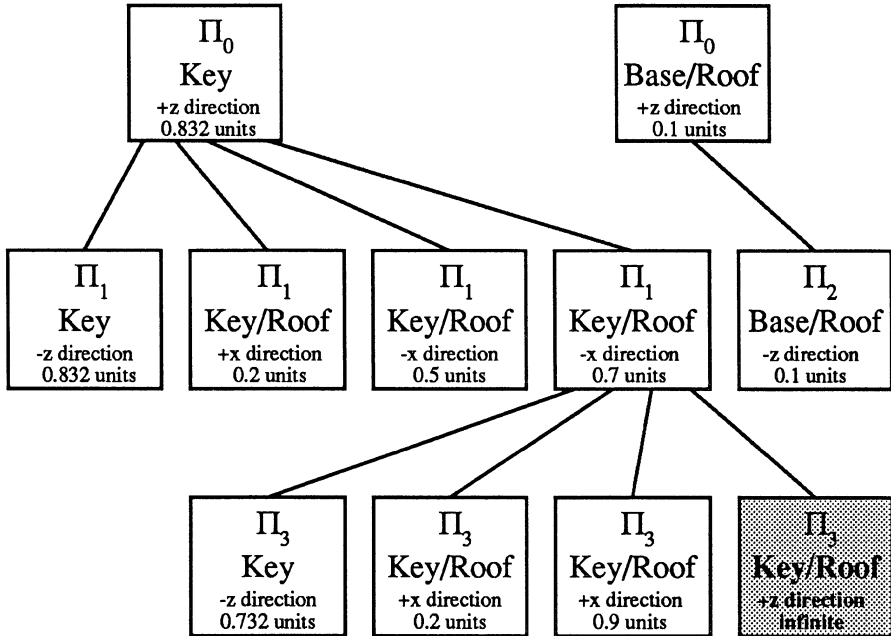 Π0
Key
+z direction
0.832 units
Π0
Base/Roof
+z direction
0.1 units
Π1
Key
-z direction
0.832 units
Π1
Key/Roof
+x direction
0.2 units
Π1
Key/Roof
-x direction
0.5 units
Π1
Key/Roof
-x direction
0.7 units
Π2
Base/Roof
-z direction
0.1 units
Π3
Key
-z direction
0.732 units
Π3
Key/Roof
+x direction
0.2 units
Π3
Key/Roof
+x direction
0.9 units
Π3
Key/Roof
+z direction
infinite